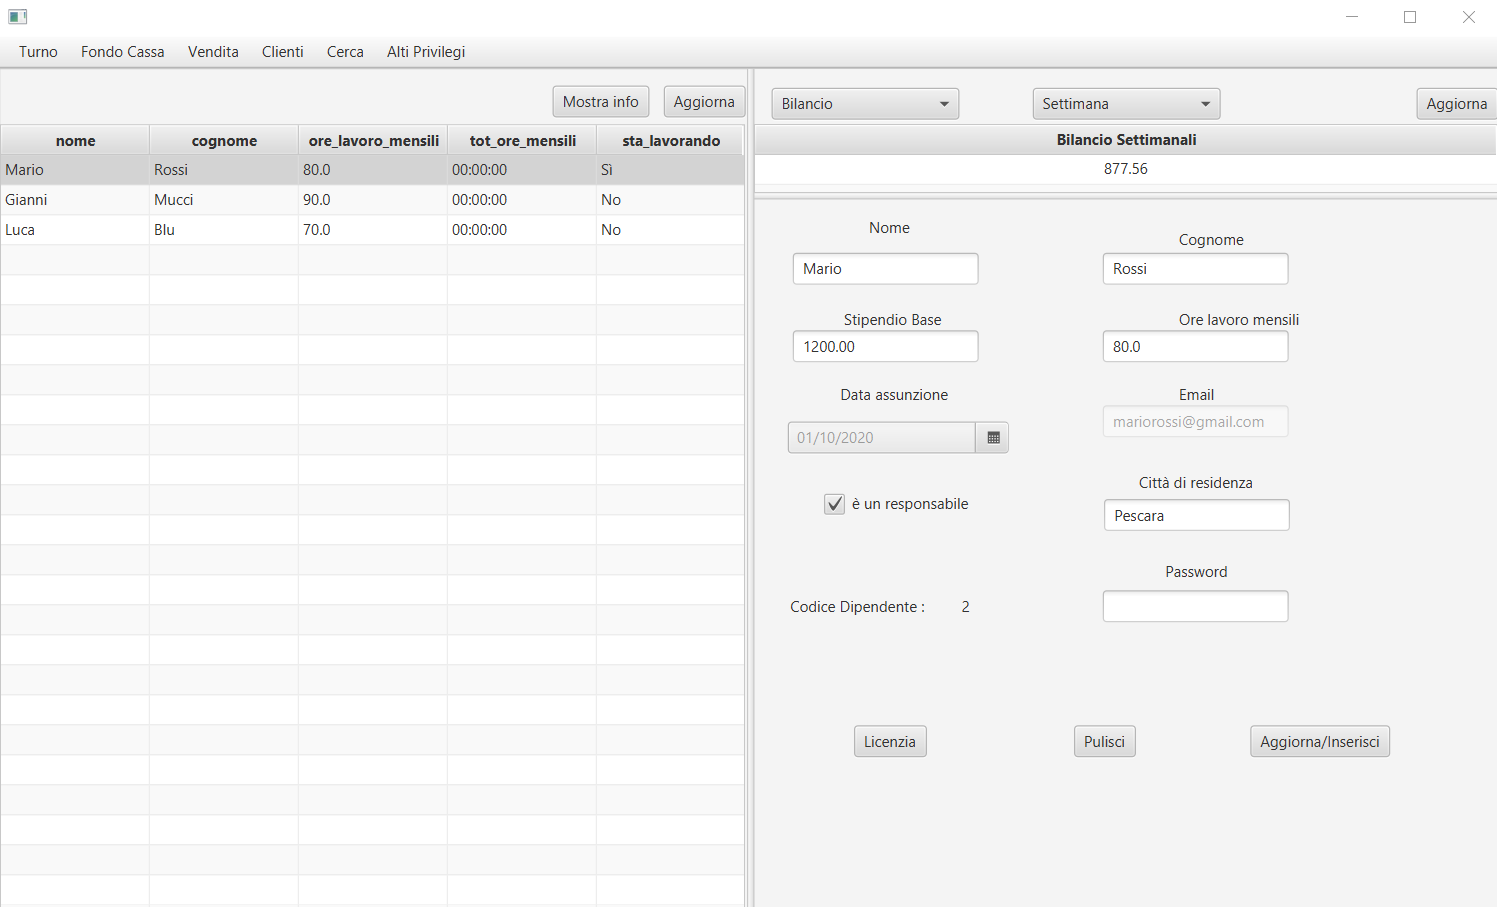 Turno Fondo Cassa Vendita Clienti Cerca Alti Privilegi
Mostra info Aggiorna
nome cognome ore_lavoro_mensili tot_ore_mensili sta_lavorando
Mario Rossi 80.0 00:00:00 Sì
Gianni Mucci 90.0 00:00:00 No
Luca Blu 70.0 00:00:00 No
Bilancio Settimana Aggiorna
Bilancio Settimanali
877.56
Nome Cognome
Mario Rossi
Stipendio Base Ore lavoro mensili
1200.00 80.0
Data assunzione Email
01/10/2020 mariorossi@gmail.com
Città di residenza
è un responsabile Pescara
Password
Codice Dipendente : 2
Licenzia Pulisci Aggiorna/Inserisci